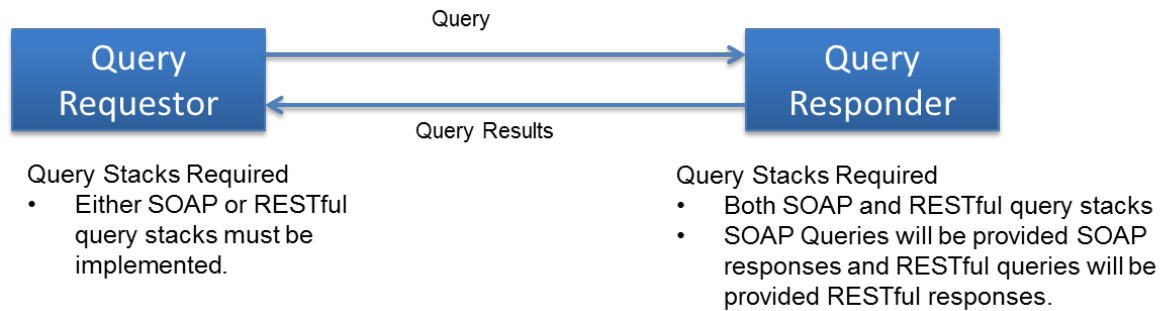 Query
Query
Requestor
Query
Responder
Query Results
Query Stacks Required
• Either SOAP or RESTful
query stacks must be
implemented.
Query Stacks Required
• Both SOAP and RESTful query stacks
• SOAP Queries will be provided SOAP
responses and RESTful queries will be
provided RESTful responses.